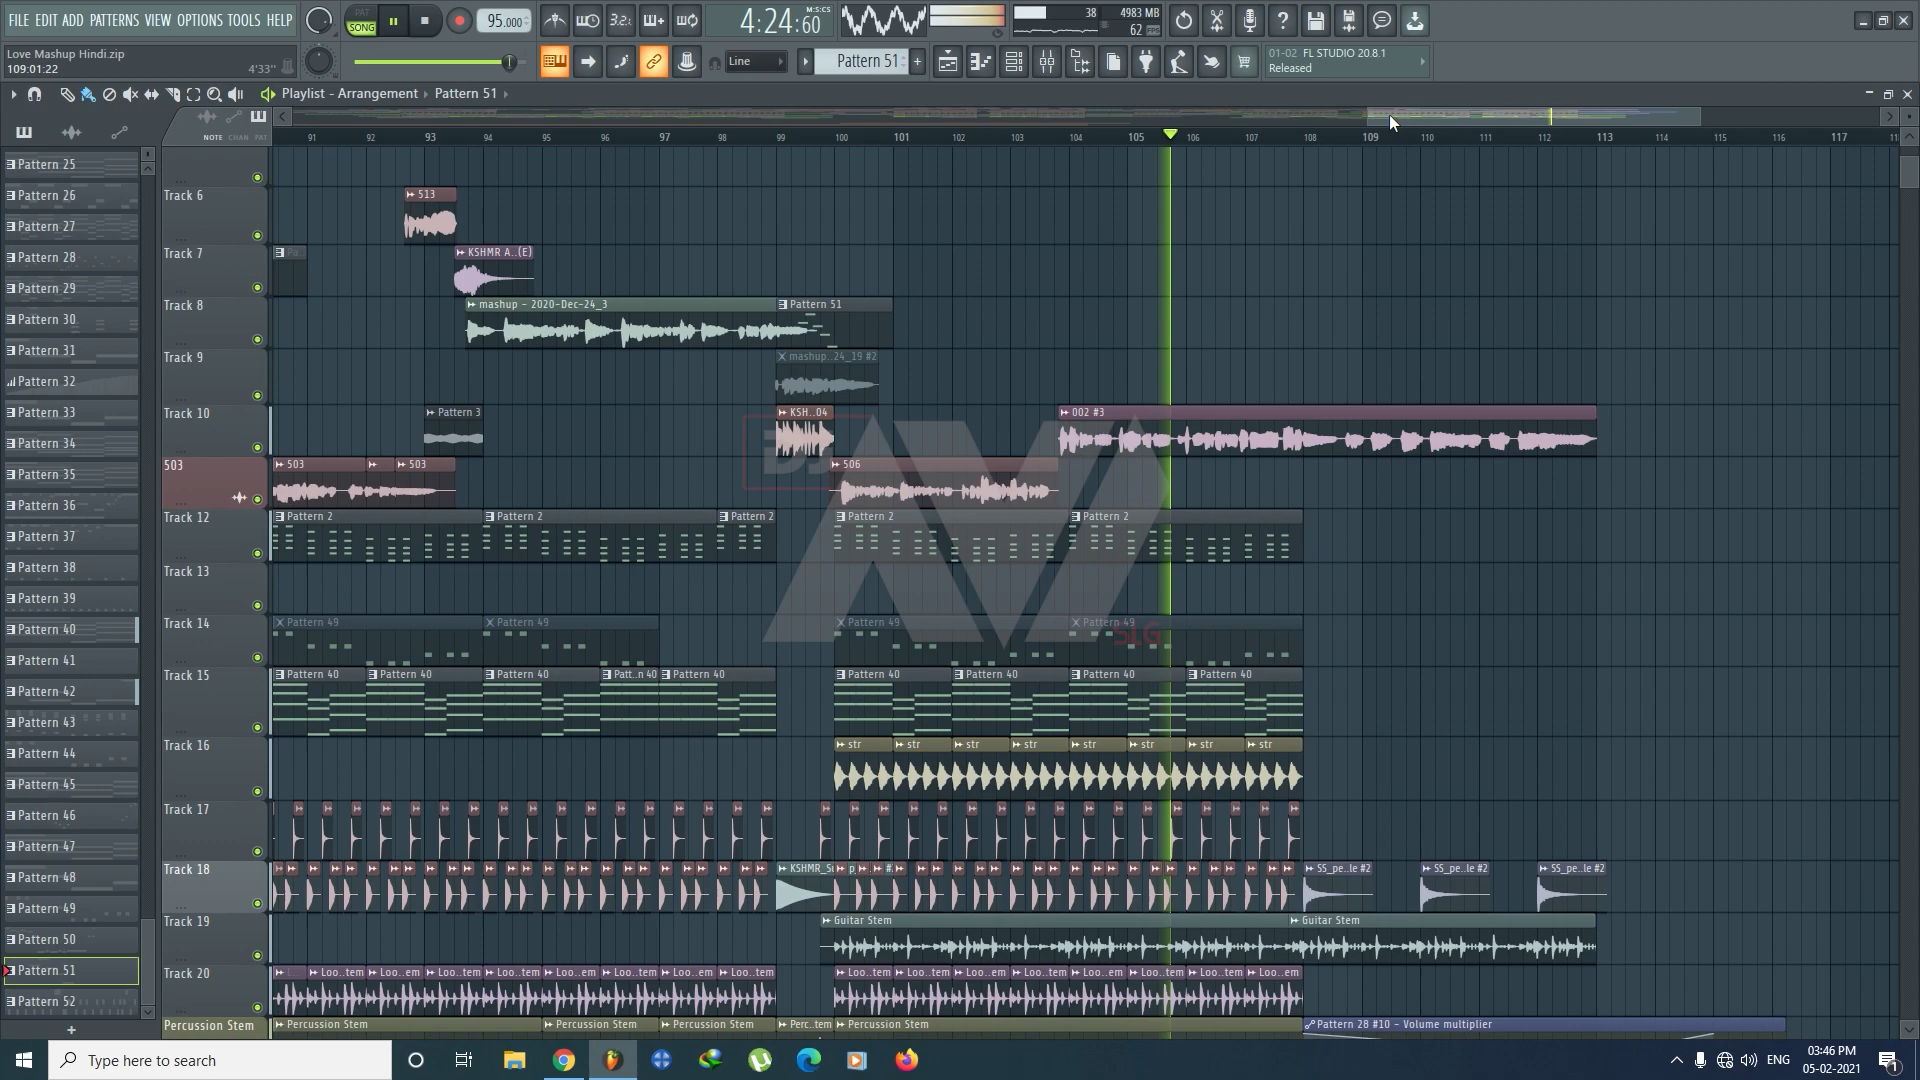 FILE EDIT ADD PATTERNS VIEW OPTIONS TOOLS HELP
PAT
SONG
95.000
3.2..
4:24:60
M:S:CS
38
4983 MB
62
Love Mashup Hindi.zip
109:01:22
4'33"
Line
Pattern 51
01-02 FL STUDIO 20.8.1
Released
Playlist - Arrangement › Pattern 51 ›
NOTE CHAN PAT
91 92 93 94 95 96 97 98 99 100 101 102 103 104 105 106 107 108 109 110 111 112 113 114 115 116 117
Pattern 25
Pattern 26
Pattern 27
Pattern 28
Pattern 29
Pattern 30
Pattern 31
Pattern 32
Pattern 33
Pattern 34
Pattern 35
Pattern 36
Pattern 37
Pattern 38
Pattern 39
Pattern 40
Pattern 41
Pattern 42
Pattern 43
Pattern 44
Pattern 45
Pattern 46
Pattern 47
Pattern 48
Pattern 49
Pattern 50
Pattern 51
Pattern 52
Track 6
513
Track 7
KSHMR A..(E)
Track 8
mashup - 2020-Dec-24_3
Pattern 51
Track 9
mashup..24_19 #2
Track 10
Pattern 3
KSH..04
002 #3
503
503
503
506
Track 12
Pattern 2 Pattern 2 Pattern 2 Pattern 2 Pattern 2
Track 13
Track 14
Pattern 49 Pattern 49 Pattern 49 Pattern 49
Track 15
Pattern 40 Pattern 40 Pattern 40 Patt..n 40 Pattern 40 Pattern 40 Pattern 40 Pattern 40 Pattern 40
Track 16
str str str str str str str str
Track 17
Track 18
SS_pe..le #2 SS_pe..le #2 SS_pe..le #2
Track 19
Guitar Stem Guitar Stem
Track 20
Loo..tem Loo..em Loo..tem Loo..tem Loo..em Loo..tem Loo..em Loo..tem Loo..tem Loo..tem Loo..em Loo..tem Loo..em Loo..tem Loo..tem Loo..em
Percussion Stem
Percussion Stem Percussion Stem Percussion Stem Perc..tem Percussion Stem
Pattern 28 #10 - Volume multiplier
DJ
AV
SLG
Type here to search
ENG
03:46 PM
05-02-2021
1